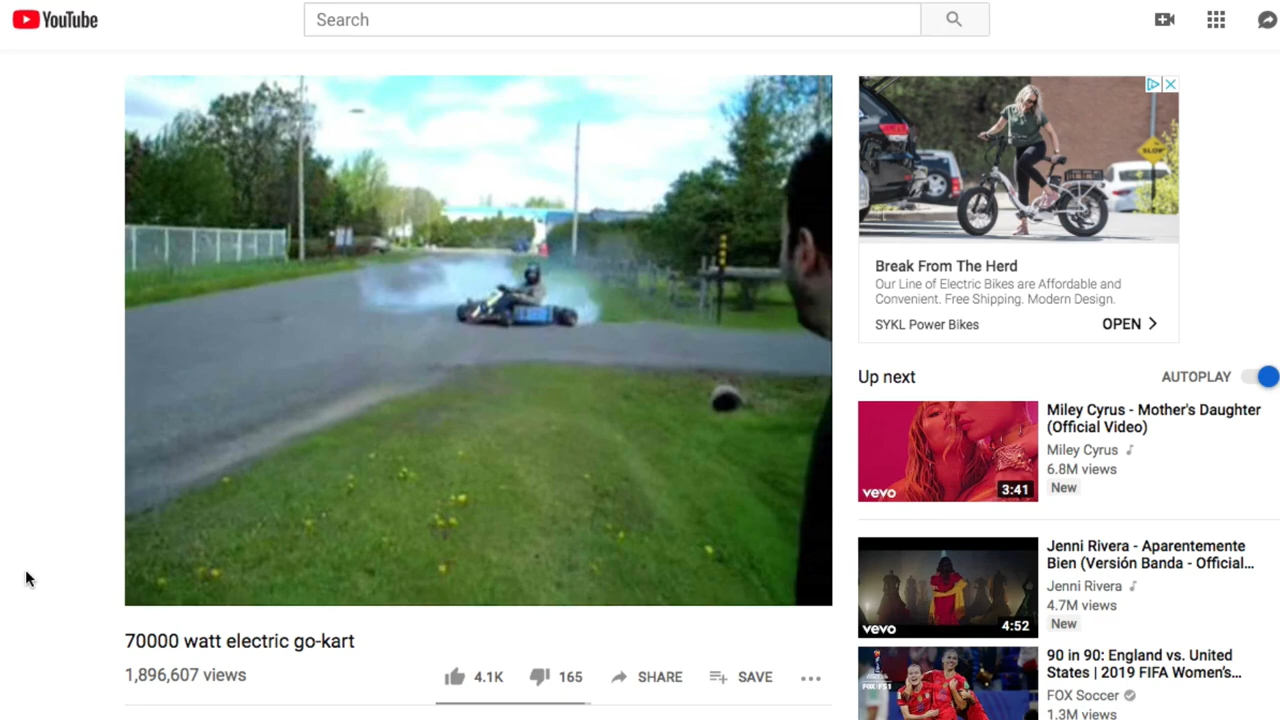 YouTube
Search
SLOW
Break From The Herd
Our Line of Electric Bikes are Affordable and
Convenient. Free Shipping. Modern Design.
SYKL Power Bikes
OPEN
Up next
AUTOPLAY
vevo
3:41
Miley Cyrus - Mother's Daughter
(Official Video)
Miley Cyrus
6.8M views
New
vevo
4:52
Jenni Rivera - Aparentemente
Bien (Versión Banda - Official...
Jenni Rivera
4.7M views
New
FOX FS1
90 in 90: England vs. United
States | 2019 FIFA Women's...
FOX Soccer
1.3M views
70000 watt electric go-kart
1,896,607 views
4.1K
165
SHARE
SAVE